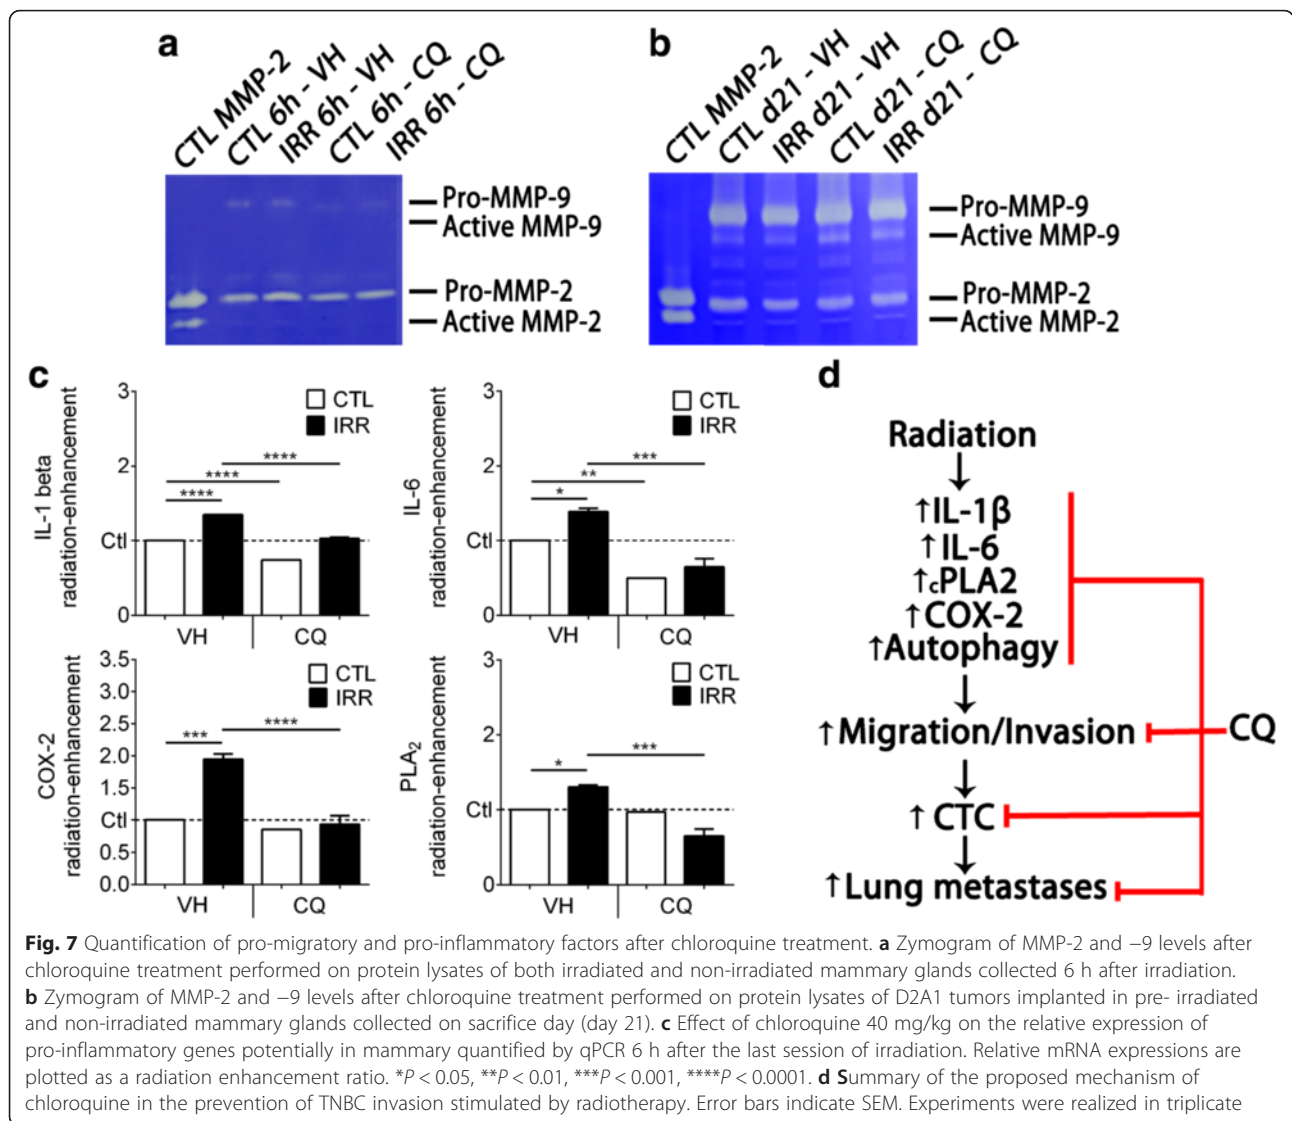 a
CTL MMP-2
CTL 6h - VH
IRR 6h - VH
CTL 6h - CQ
IRR 6h - CQ
Pro-MMP-9
Active MMP-9
Pro-MMP-2
Active MMP-2
b
CTL MMP-2
CTL d21 - VH
IRR d21 - VH
CTL d21 - CQ
IRR d21 - CQ
Pro-MMP-9
Active MMP-9
Pro-MMP-2
Active MMP-2
c
IL-1 beta
radiation-enhancement
3
2
Ctl
0
CTL
IRR
****
****
****
VH
CQ
IL-6
radiation-enhancement
3
2
Ctl
0
CTL
IRR
***
**
*
VH
CQ
COX-2
radiation-enhancement
3.5
3.0
2.5
2.0
1.5
Ctl
0.5
0.0
CTL
IRR
***
****
VH
CQ
PLA2
radiation-enhancement
3
2
Ctl
0
CTL
IRR
*
***
VH
CQ
d
Radiation
↑IL-1β
↑IL-6
↑cPLA2
↑COX-2
↑Autophagy
↑Migration/Invasion
CQ
↑ CTC
↑Lung metastases
Fig. 7 Quantification of pro-migratory and pro-inflammatory factors after chloroquine treatment. a Zymogram of MMP-2 and −9 levels after
chloroquine treatment performed on protein lysates of both irradiated and non-irradiated mammary glands collected 6 h after irradiation.
b Zymogram of MMP-2 and −9 levels after chloroquine treatment performed on protein lysates of D2A1 tumors implanted in pre- irradiated
and non-irradiated mammary glands collected on sacrifice day (day 21). c Effect of chloroquine 40 mg/kg on the relative expression of
pro-inflammatory genes potentially in mammary quantified by qPCR 6 h after the last session of irradiation. Relative mRNA expressions are
plotted as a radiation enhancement ratio. *P < 0.05, **P < 0.01, ***P < 0.001, ****P < 0.0001. d Summary of the proposed mechanism of
chloroquine in the prevention of TNBC invasion stimulated by radiotherapy. Error bars indicate SEM. Experiments were realized in triplicate